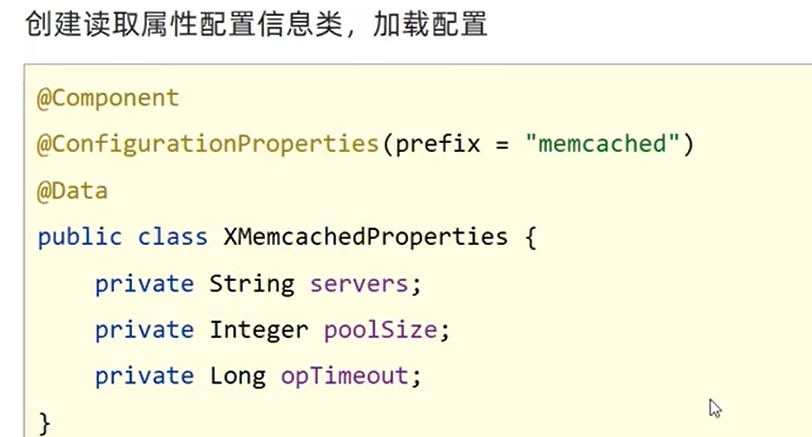 创建读取属性配置信息类，加载配置
@Component
@ConfigurationProperties(prefix = "memcached")
@Data
public class XMemcachedProperties {
    private String servers;
    private Integer poolSize;
    private Long opTimeout;
}